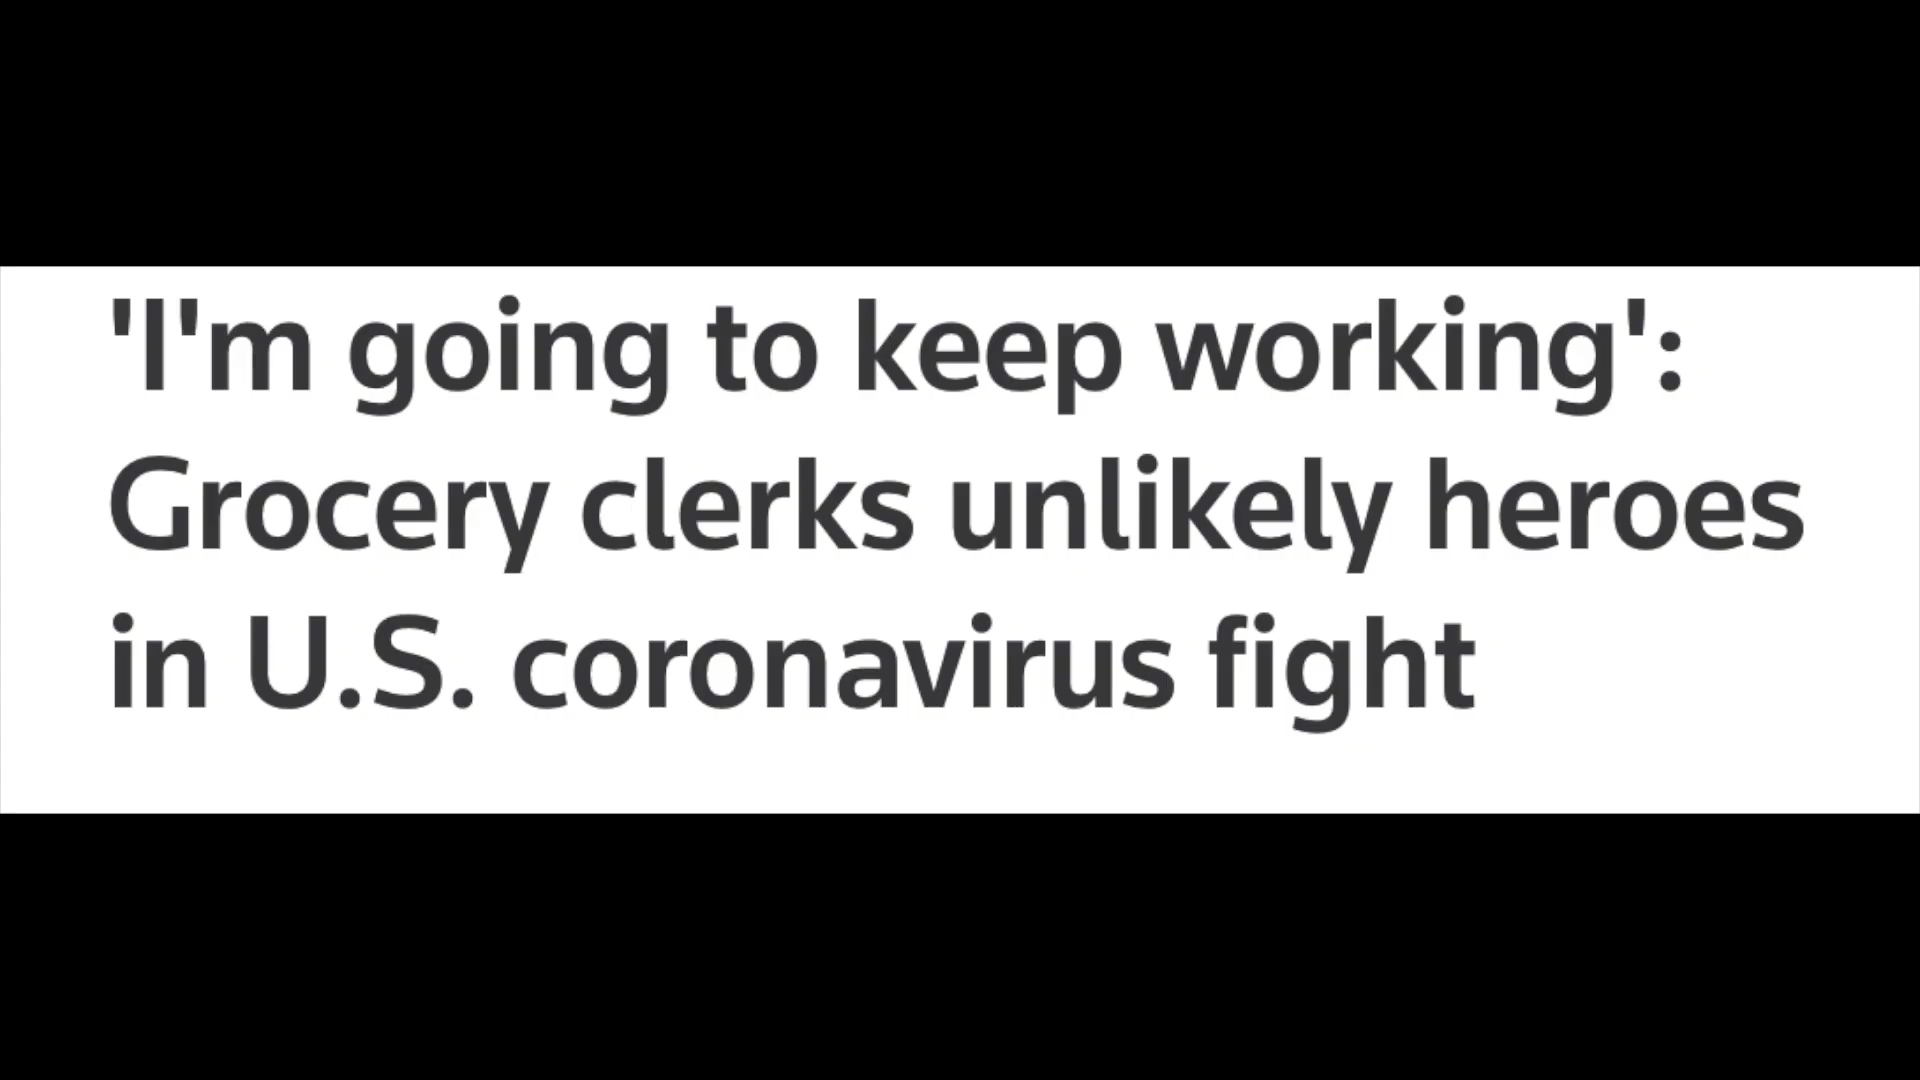 'I'm going to keep working':
Grocery clerks unlikely heroes
in U.S. coronavirus fight